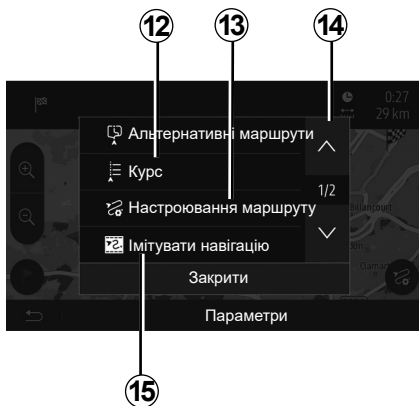 12 13 14
0:27
29 km
Альтернативні маршрути
Курс
1/2
Настроювання маршруту
Billancourt
Імітувати навігацію
Закрити
Параметри
15